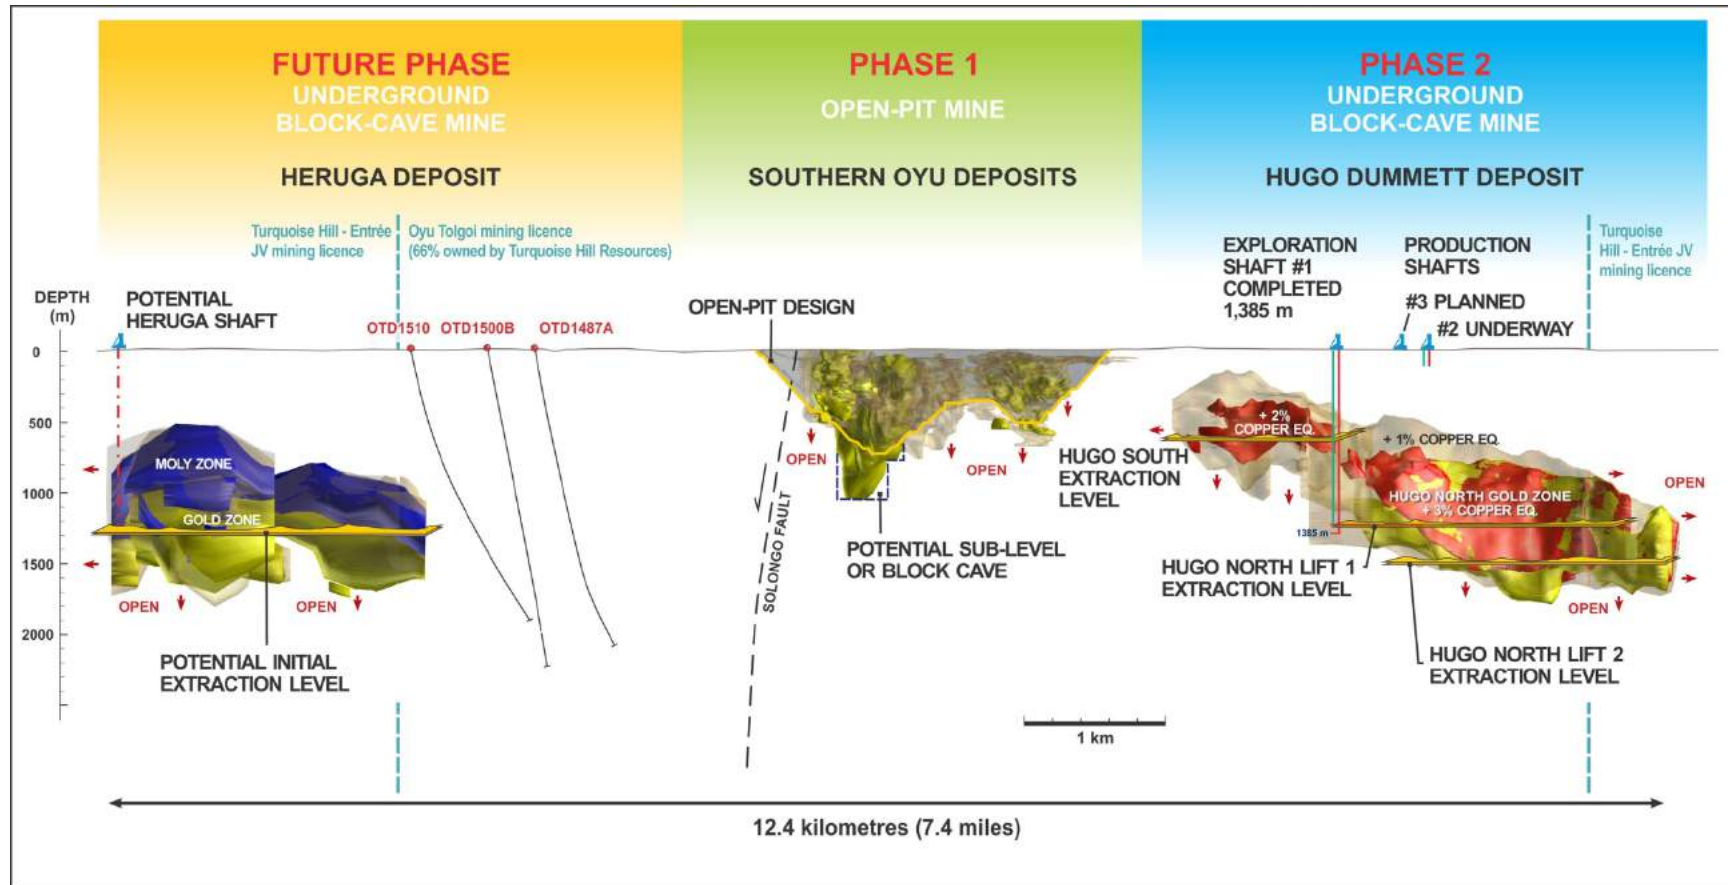 FUTURE PHASE
UNDERGROUND
BLOCK-CAVE MINE
HERUGA DEPOSIT
PHASE 1
OPEN-PIT MINE
SOUTHERN OYU DEPOSITS
PHASE 2
UNDERGROUND
BLOCK-CAVE MINE
HUGO DUMMETT DEPOSIT
Turquoise Hill - Entrée
JV mining licence
Oyu Tolgoi mining licence
(66% owned by Turquoise Hill Resources)
Turquoise
Hill - Entrée JV
mining licence
EXPLORATION
SHAFT #1
COMPLETED
1,385 m
PRODUCTION
SHAFTS
#3 PLANNED
#2 UNDERWAY
DEPTH
(m)
0
500
1000
1500
2000
POTENTIAL
HERUGA SHAFT
OTD1510
OTD1500B
OTD1487A
OPEN-PIT DESIGN
MOLY ZONE
GOLD ZONE
OPEN
OPEN
POTENTIAL INITIAL
EXTRACTION LEVEL
SOLONGO FAULT
OPEN
OPEN
POTENTIAL SUB-LEVEL
OR BLOCK CAVE
HUGO SOUTH
EXTRACTION
LEVEL
+ 2%
COPPER EQ.
+ 1% COPPER EQ.
HUGO NORTH GOLD ZONE
+ 3% COPPER EQ.
OPEN
1385 m
HUGO NORTH LIFT 1
EXTRACTION LEVEL
OPEN
HUGO NORTH LIFT 2
EXTRACTION LEVEL
1 km
12.4 kilometres (7.4 miles)